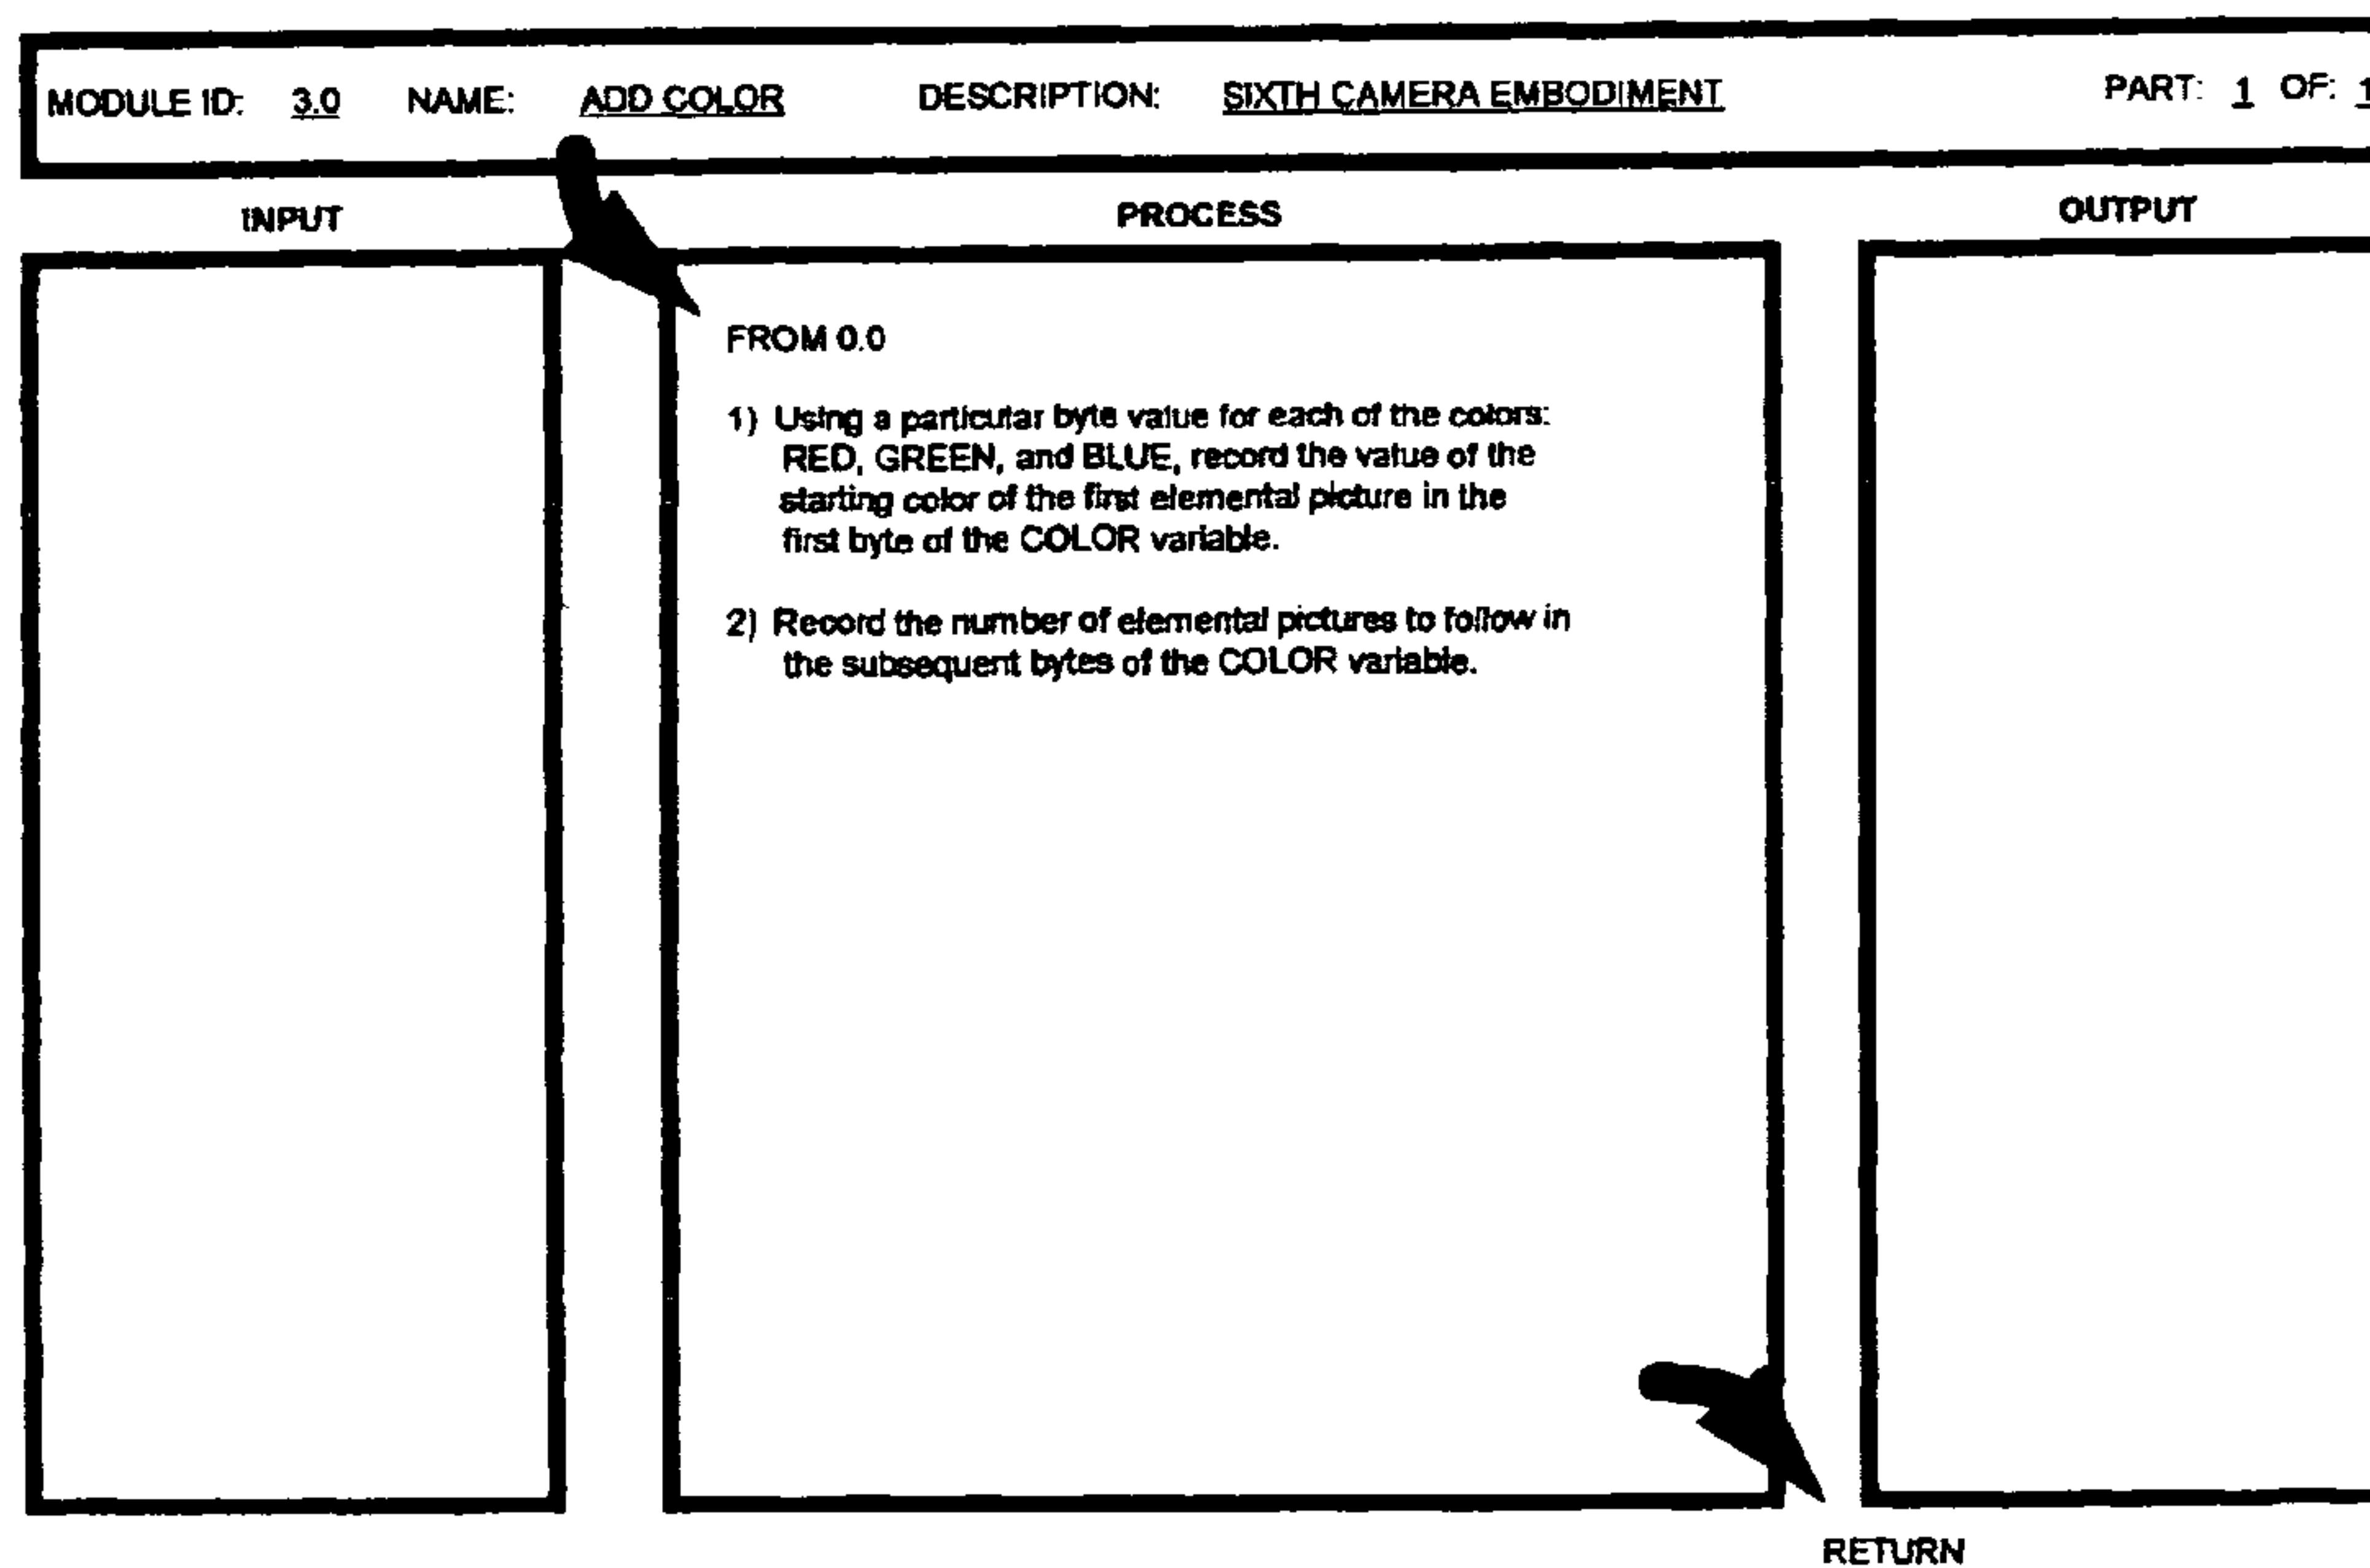 MODULE ID: 3.0 NAME: ADD COLOR DESCRIPTION: SIXTH CAMERA EMBODIMENT PART: 1 OF: 1
INPUT PROCESS OUTPUT
FROM 0.0
1) Using a particular byte value for each of the colors:
RED, GREEN, and BLUE, record the value of the
starting color of the first elemental picture in the
first byte of the COLOR variable.
2) Record the number of elemental pictures to follow in
the subsequent bytes of the COLOR variable.
RETURN